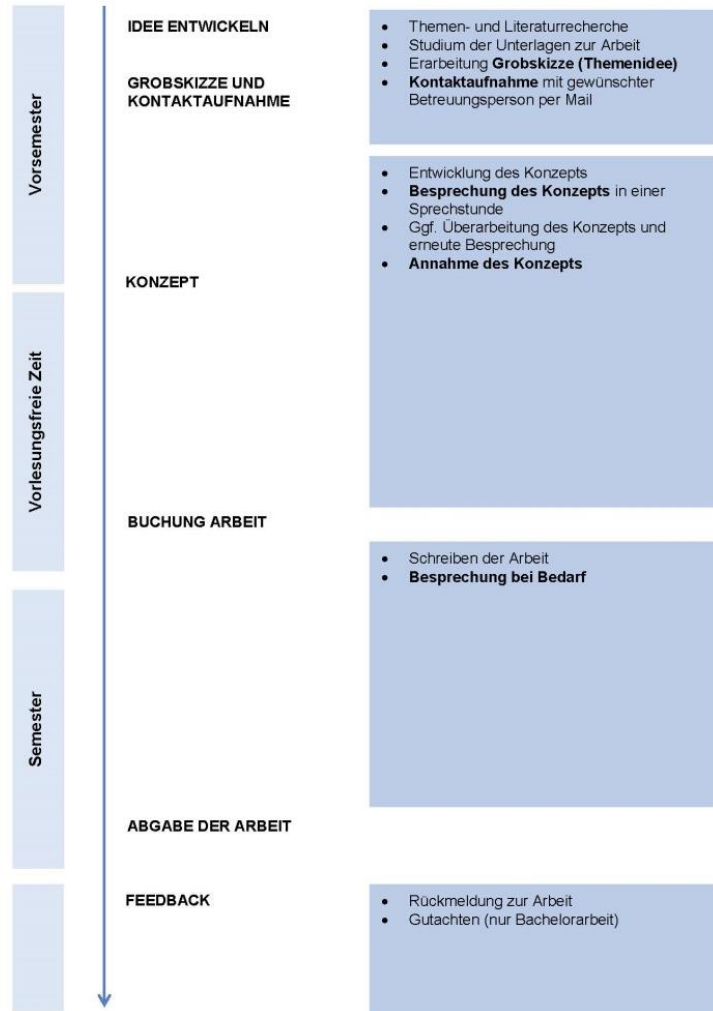 Vorsemester
IDEE ENTWICKELN
• Themen- und Literaturrecherche
• Studium der Unterlagen zur Arbeit
• Erarbeitung Grobskizze (Themenidee)
GROBSKIZZE UND
KONTAKTAUFNAHME
• Kontaktaufnahme mit gewünschter
Betreuungsperson per Mail
• Entwicklung des Konzepts
• Besprechung des Konzepts in einer
Sprechstunde
• Ggf. Überarbeitung des Konzepts und
erneute Besprechung
• Annahme des Konzepts
KONZEPT
Vorlesungsfreie Zeit
BUCHUNG ARBEIT
• Schreiben der Arbeit
• Besprechung bei Bedarf
Semester
ABGABE DER ARBEIT
FEEDBACK
• Rückmeldung zur Arbeit
• Gutachten (nur Bachelorarbeit)